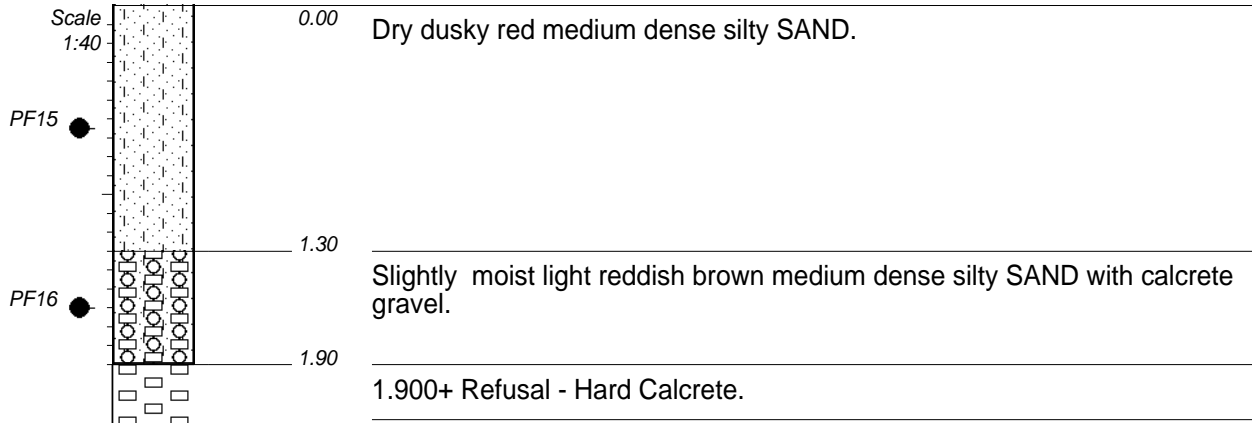 Scale
1:40
0.00
Dry dusky red medium dense silty SAND.
PF15
1.30
Slightly moist light reddish brown medium dense silty SAND with calcrete
gravel.
PF16
1.90
1.900+ Refusal - Hard Calcrete.